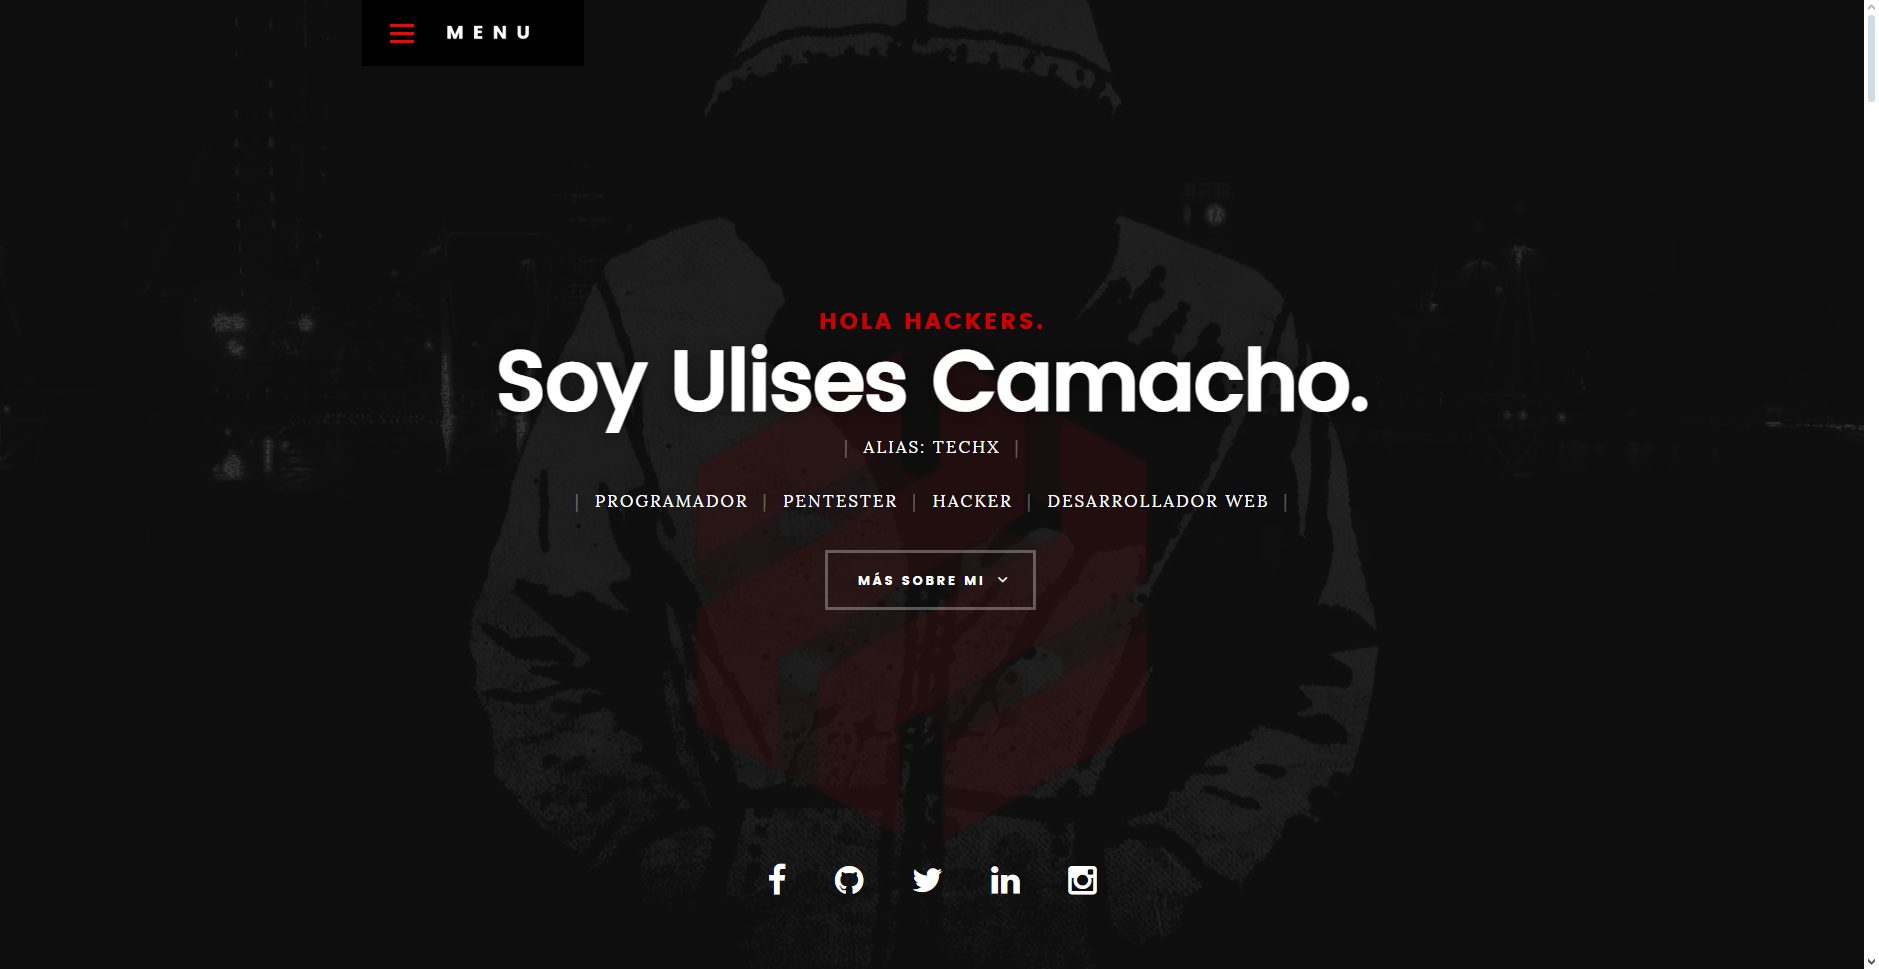 MENU
HOLA HACKERS.
Soy Ulises Camacho.
| ALIAS: TECHX |
| PROGRAMADOR | PENTESTER | HACKER | DESARROLLADOR WEB |
MÁS SOBRE MI